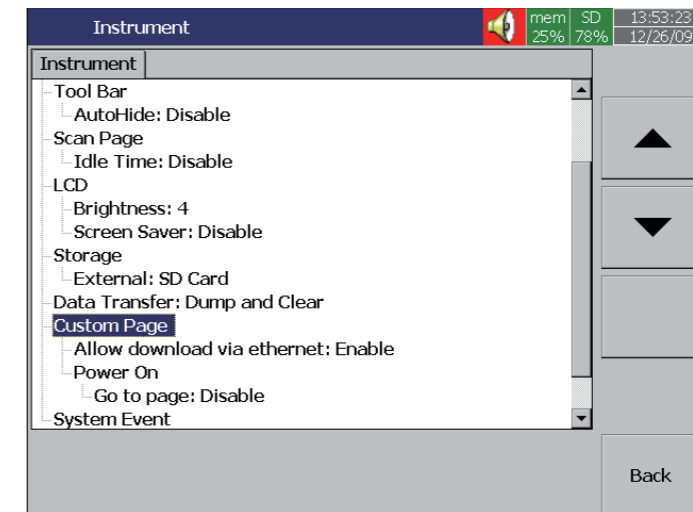 Instrument
mem SD 13:53:23
25% 78% 12/26/09
Instrument
Tool Bar
AutoHide: Disable
Scan Page
Idle Time: Disable
LCD
Brightness: 4
Screen Saver: Disable
Storage
External: SD Card
Data Transfer: Dump and Clear
Custom Page
Allow download via ethernet: Enable
Power On
Go to page: Disable
System Event
Back